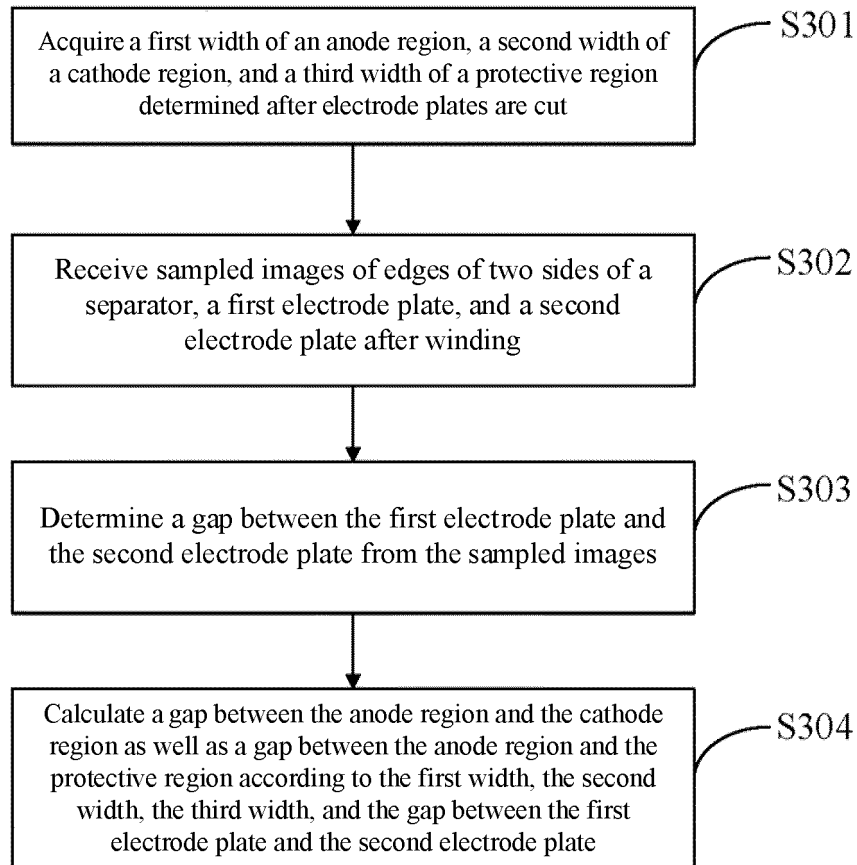 Acquire a first width of an anode region, a second width of
a cathode region, and a third width of a protective region
determined after electrode plates are cut
S301
Receive sampled images of edges of two sides of a
separator, a first electrode plate, and a second
electrode plate after winding
S302
Determine a gap between the first electrode plate and
the second electrode plate from the sampled images
S303
Calculate a gap between the anode region and the cathode
region as well as a gap between the anode region and the
protective region according to the first width, the second
width, the third width, and the gap between the first
electrode plate and the second electrode plate
S304